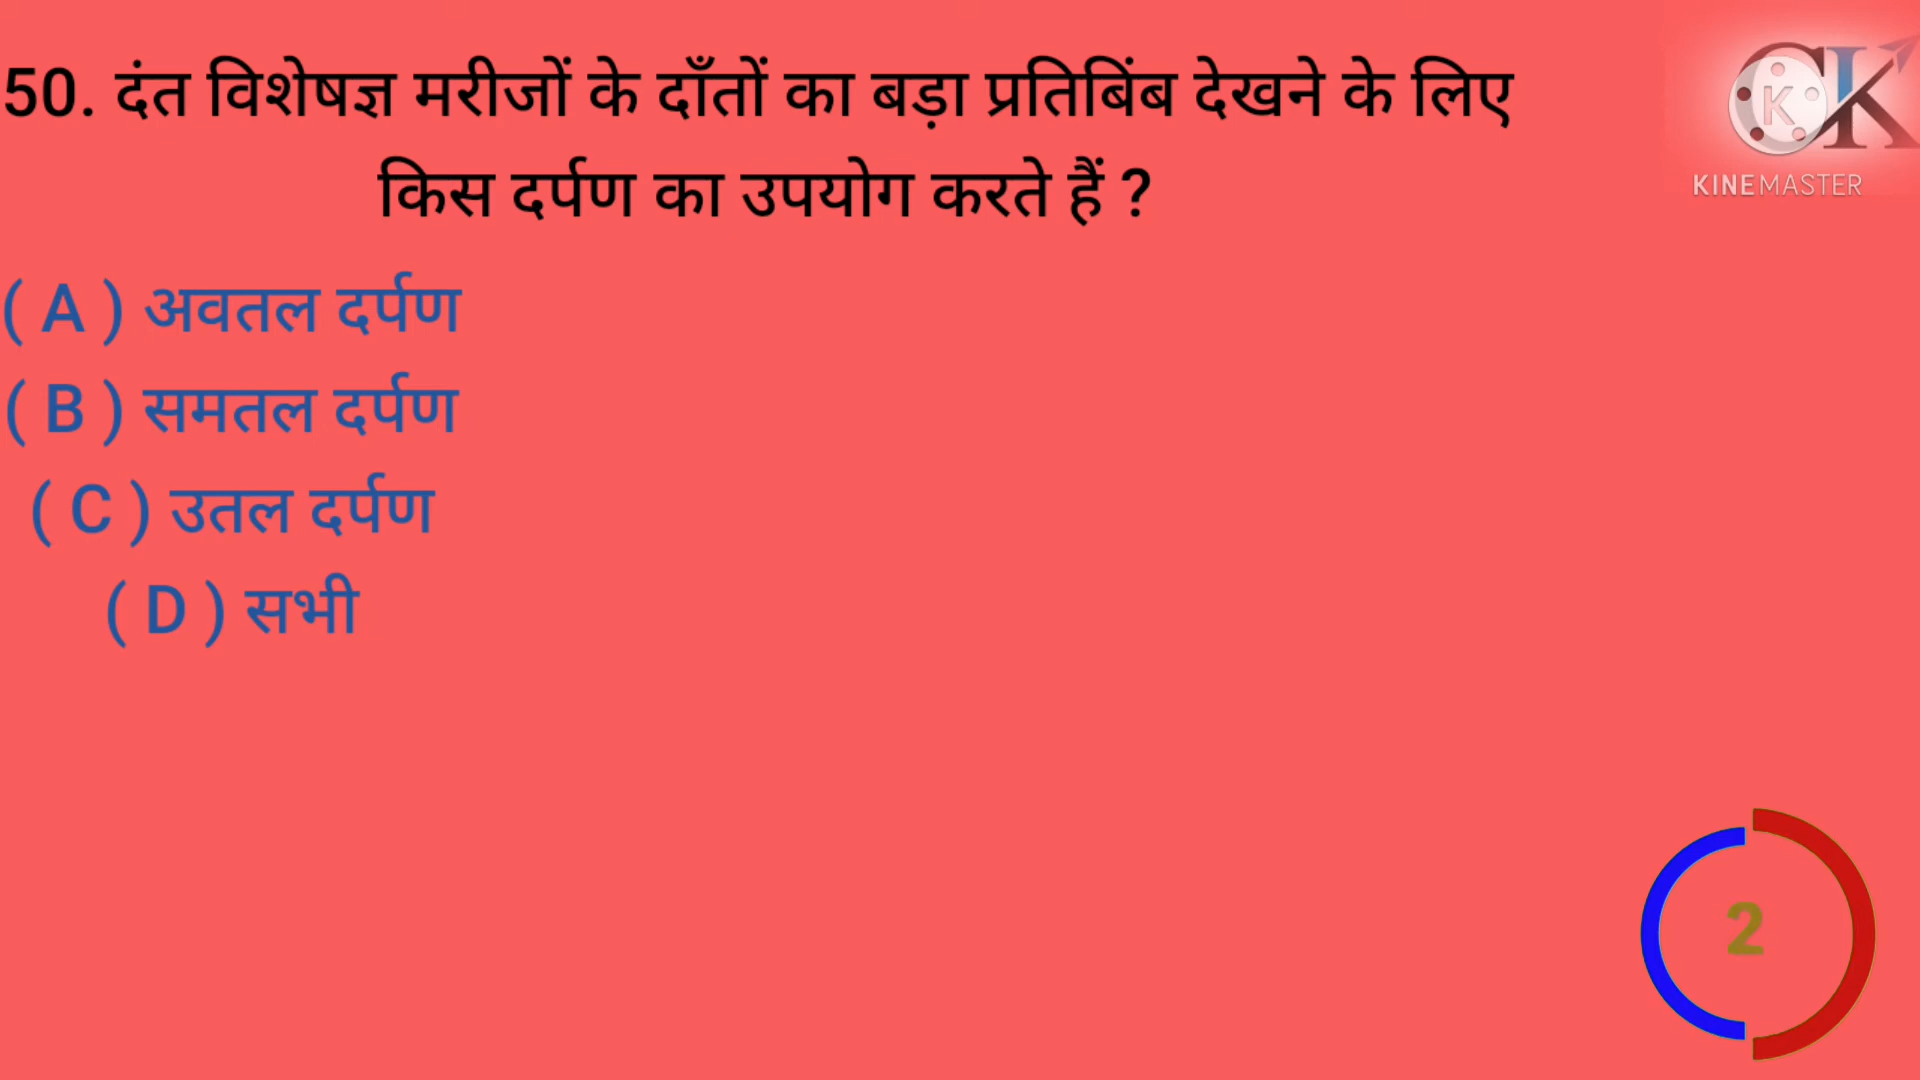 50. दंत विशेषज्ञ मरीजों के दाँतों का बड़ा प्रतिबिंब देखने के लिए
किस दर्पण का उपयोग करते हैं ?
( A ) अवतल दर्पण
( B ) समतल दर्पण
( C ) उतल दर्पण
( D ) सभी
K
CK
KINEMASTER
2